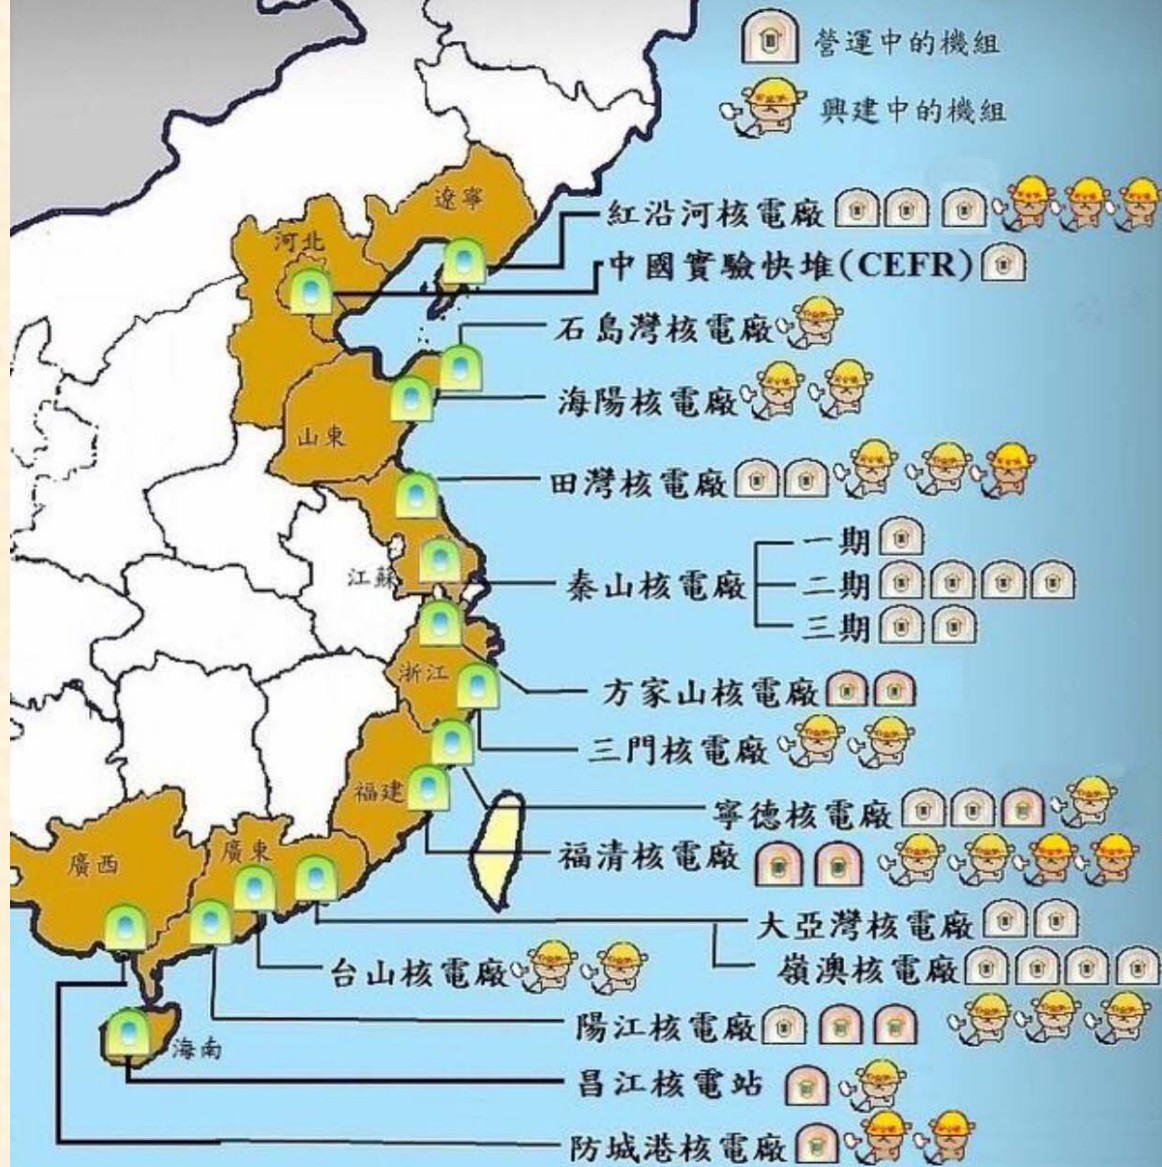 營運中的機組
興建中的機組
遼寧
紅沿河核電廠
河北
中國實驗快堆(CEFR)
石島灣核電廠
海陽核電廠
山東
田灣核電廠
一期
江蘇
秦山核電廠
二期
三期
浙江
方家山核電廠
三門核電廠
福建
寧德核電廠
福清核電廠
廣西
廣東
大亞灣核電廠
台山核電廠
嶺澳核電廠
陽江核電廠
海南
昌江核電站
防城港核電廠